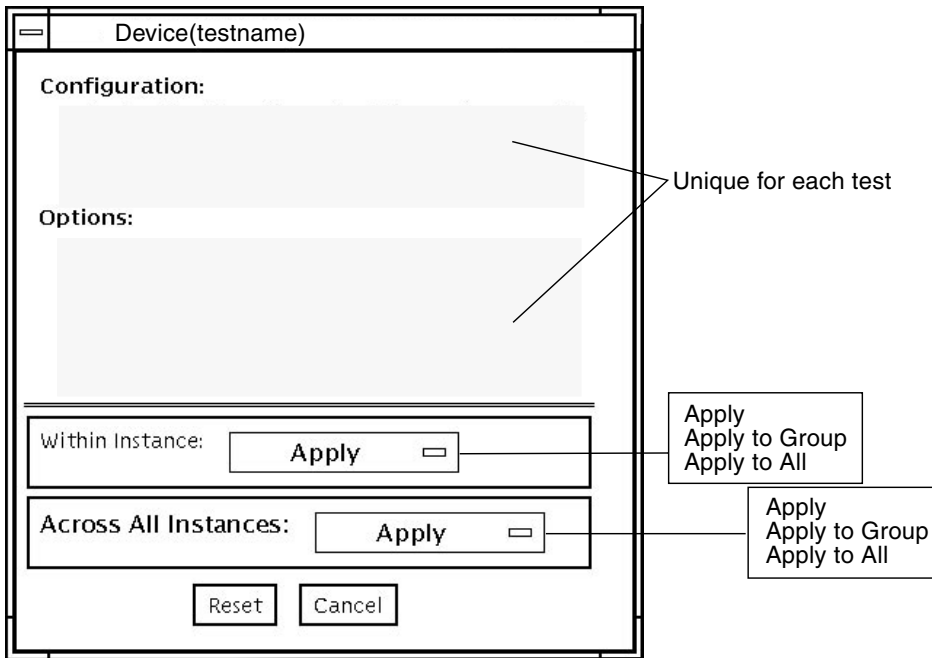 Device(testname)
Configuration:
Unique for each test
Options:
Within Instance:
Apply
Apply
Apply to Group
Apply to All
Across All Instances:
Apply
Apply
Apply to Group
Apply to All
Reset
Cancel